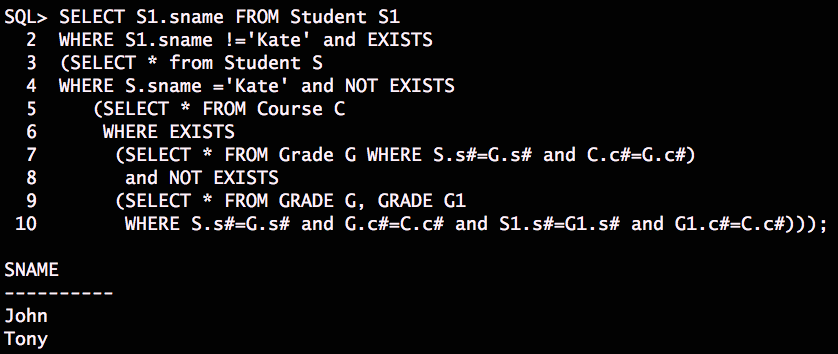 SQL> SELECT S1.sname FROM Student S1
2 WHERE S1.sname !='Kate' and EXISTS
3 (SELECT * from Student S
4 WHERE S.sname ='Kate' and NOT EXISTS
5 (SELECT * FROM Course C
6 WHERE EXISTS
7 (SELECT * FROM Grade G WHERE S.s#=G.s# and C.c#=G.c#)
8 and NOT EXISTS
9 (SELECT * FROM GRADE G, GRADE G1
10 WHERE S.s#=G.s# and G.c#=C.c# and S1.s#=G1.s# and G1.c#=C.c#)));
SNAME
----------
John
Tony